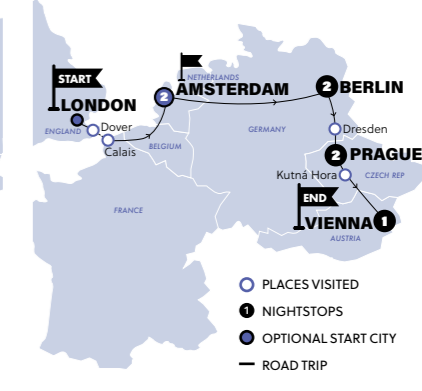 START
LONDON
ENGLAND
Dover
Calais
NETHERLANDS
2
AMSTERDAM
BELGIUM
2 BERLIN
GERMANY
Dresden
2 PRAGUE
Kutná Hora
CZECH REP
FRANCE
END
VIENNA 1
AUSTRIA
PLACES VISITED
1 NIGHTSTOPS
OPTIONAL START CITY
ROAD TRIP